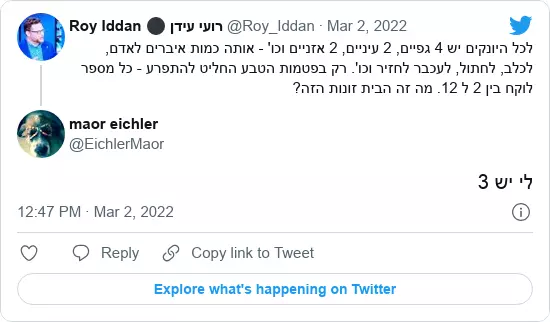 Roy Iddan ⚫ רועי עידן @Roy_Iddan · Mar 2, 2022
לכל היונקים יש 4 גפיים, 2 עיניים, 2 אזניים וכו' - אותה כמות איברים לאדם,
לכלב, לחתול, לעכבר לחזיר וכו'. רק בפטמות הטבע החליט להתפרע - כל מספר
לוקח בין 2 ל 12. מה זה הבית זונות הזה?
maor eichler
@EichlerMaor
לי יש 3
12:47 PM · Mar 2, 2022
Reply
Copy link to Tweet
Explore what's happening on Twitter